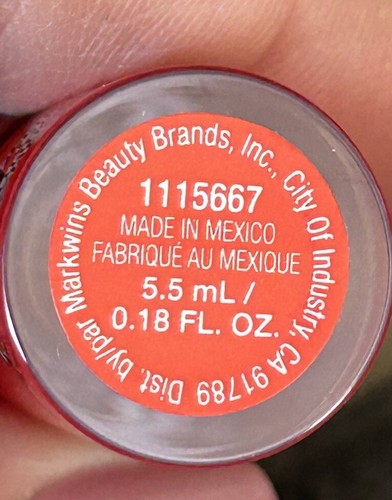 Dist. by/par Markwins Beauty Brands, Inc., City Of Industry, CA 91789
1115667
MADE IN MEXICO
FABRIQUÉ AU MEXIQUE
5.5 mL /
0.18 FL. OZ.